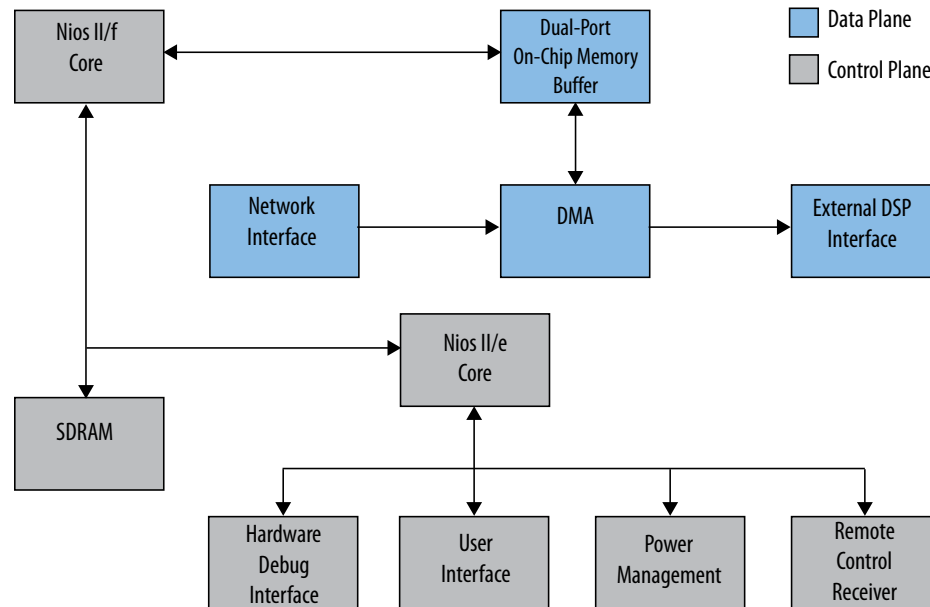 Nios II/f
Core
Dual-Port
On-Chip Memory
Buffer
Data Plane
Control Plane
Network
Interface
DMA
External DSP
Interface
Nios II/e
Core
SDRAM
Hardware
Debug
Interface
User
Interface
Power
Management
Remote
Control
Receiver